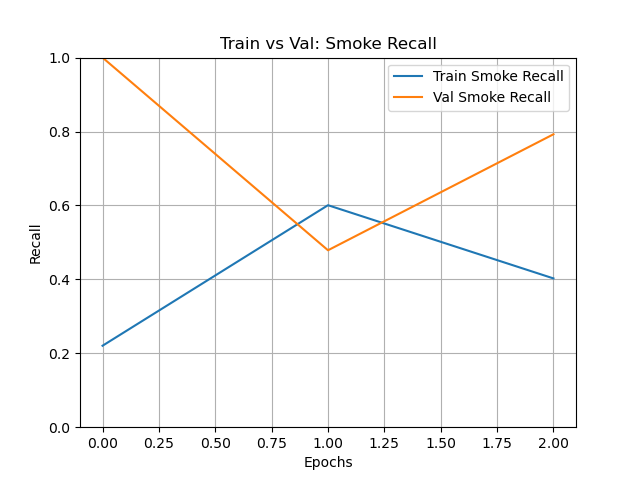 Train vs Val: Smoke Recall
Train Smoke Recall
Val Smoke Recall
1.0
0.8
0.6
0.4
0.2
0.0
Recall
0.00 0.25 0.50 0.75 1.00 1.25 1.50 1.75 2.00
Epochs